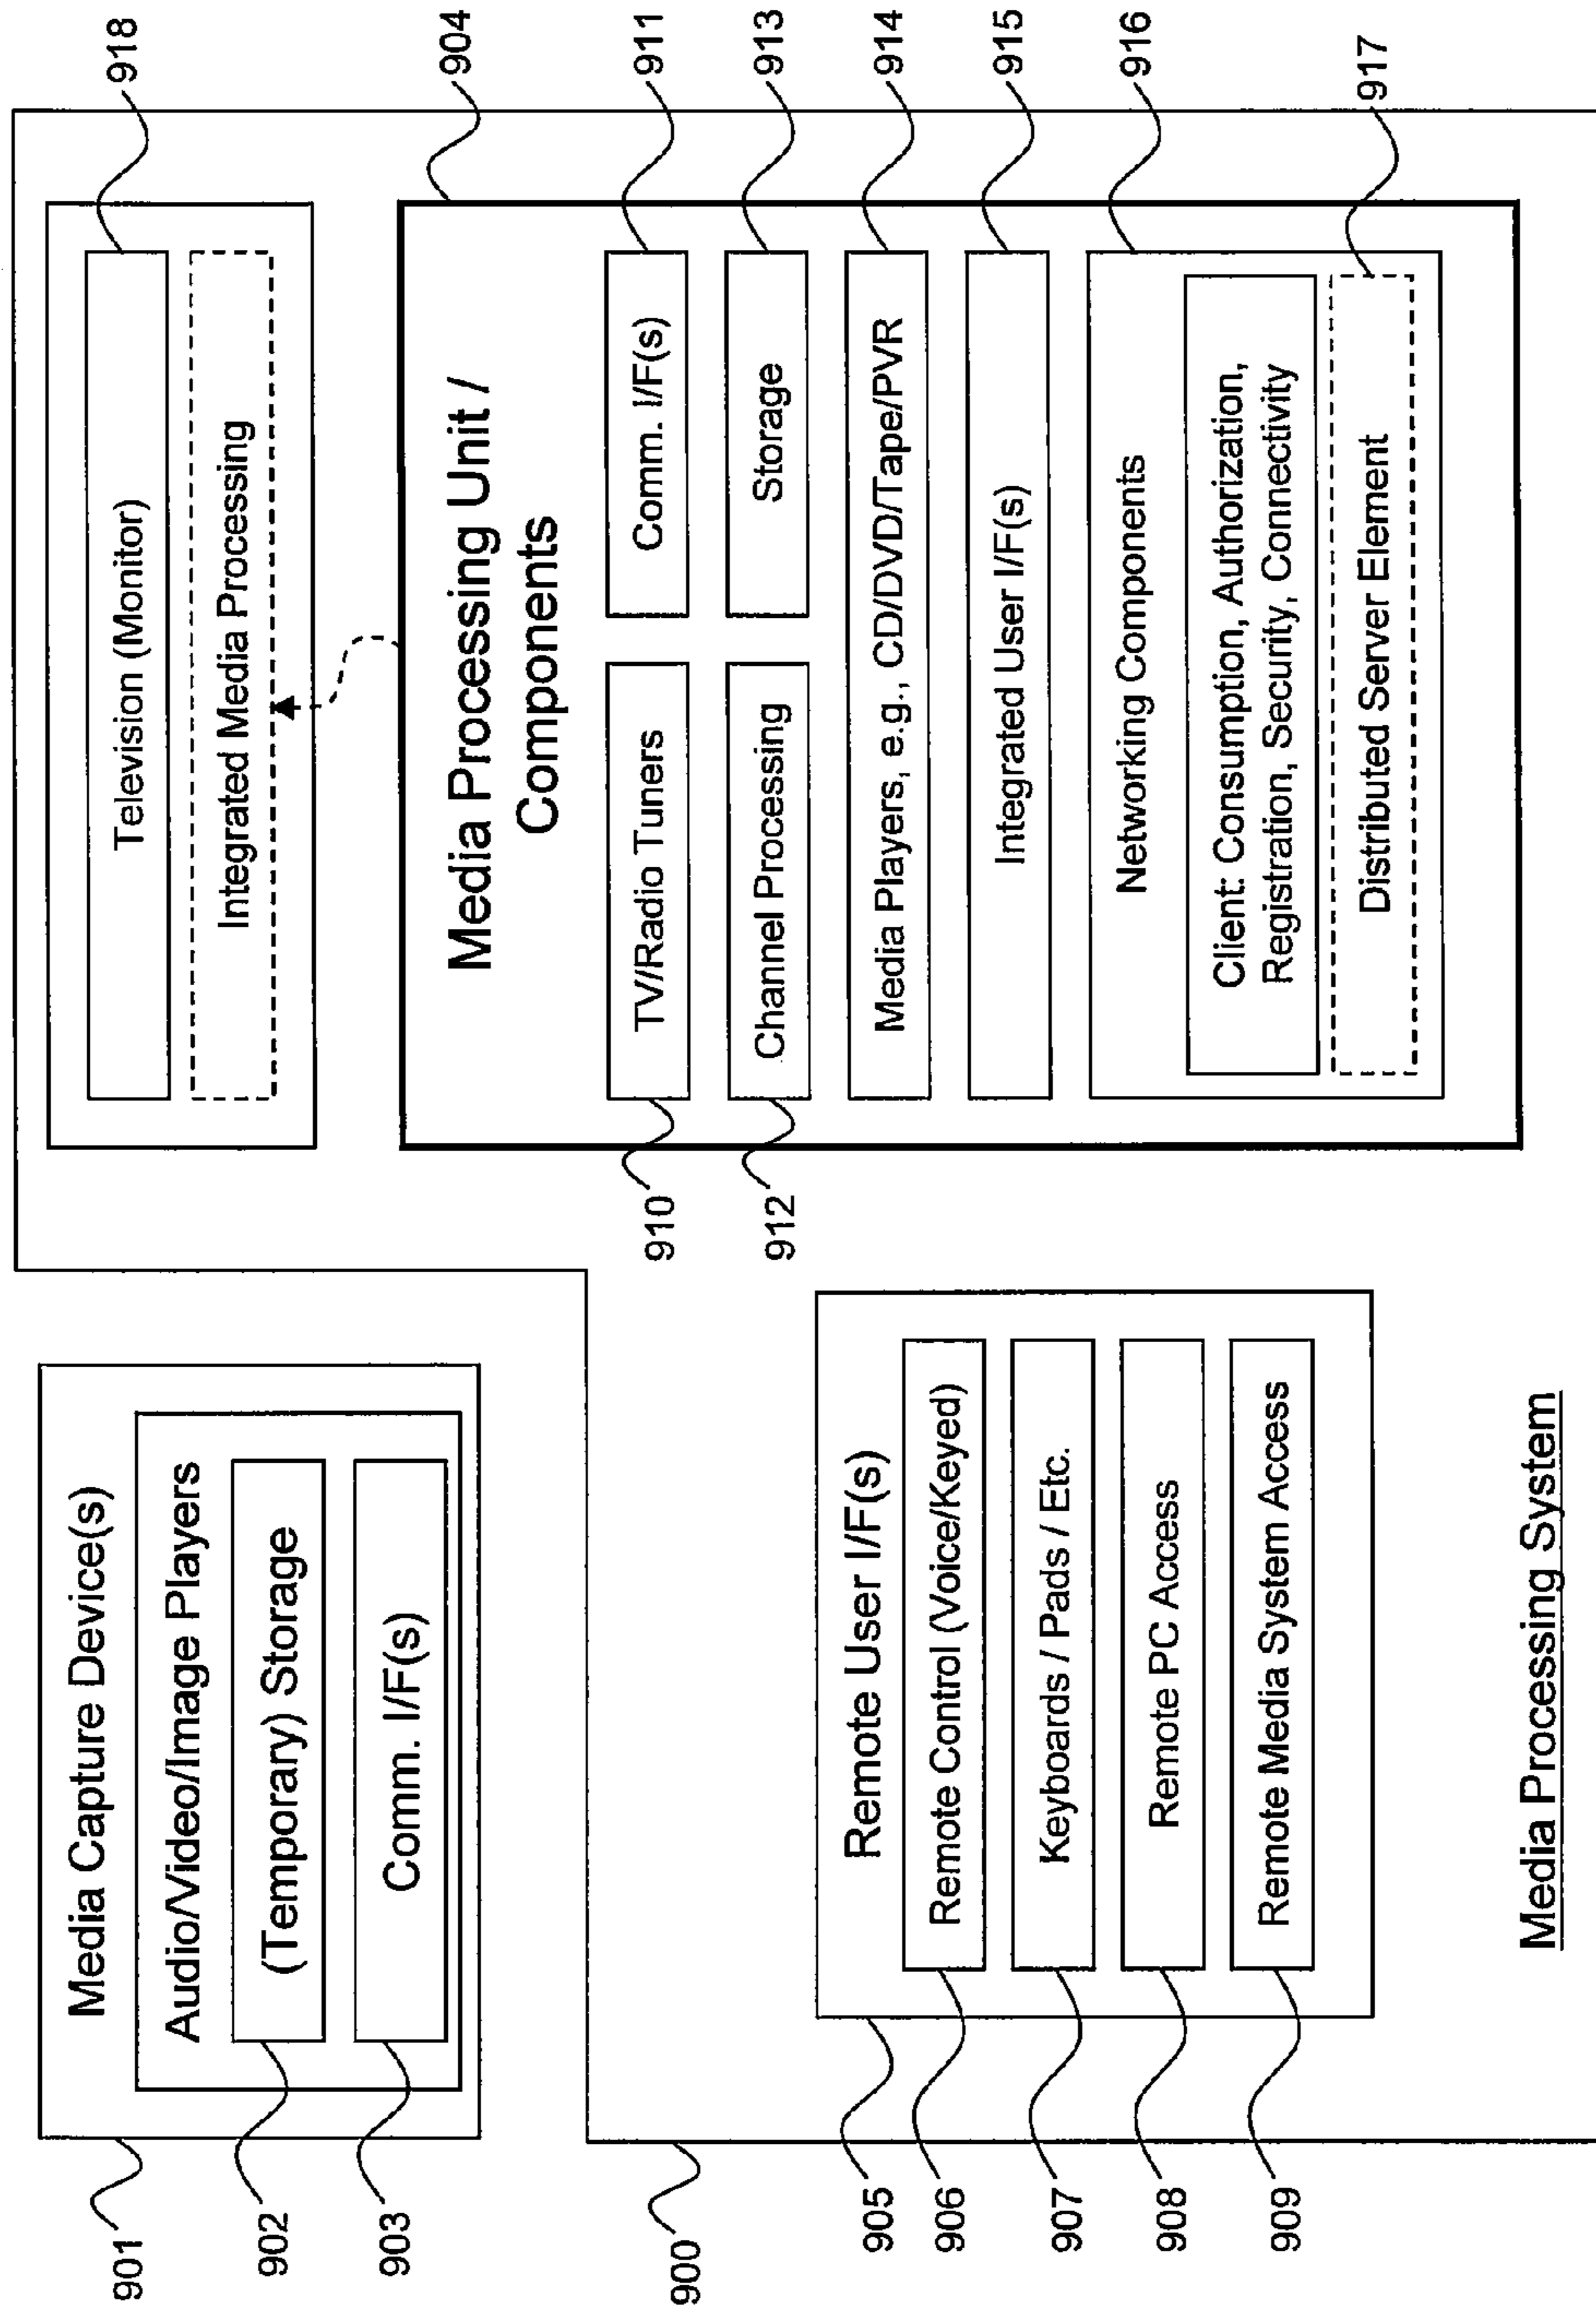 901
Media Capture Device(s)
Audio/Video/Image Players
902
(Temporary) Storage
903
Comm. I/F(s)
900
905
Remote User I/F(s)
906
Remote Control (Voice/Keyed)
907
Keyboards / Pads / Etc.
908
Remote PC Access
909
Remote Media System Access
Media Processing System
918
Television (Monitor)
Integrated Media Processing
904
Media Processing Unit /
Components
910
TV/Radio Tuners
Comm. I/F(s)
911
912
Channel Processing
Storage
913
Media Players, e.g., CD/DVD/Tape/PVR
914
Integrated User I/F(s)
915
Networking Components
916
Client: Consumption, Authorization,
Registration, Security, Connectivity
Distributed Server Element
917